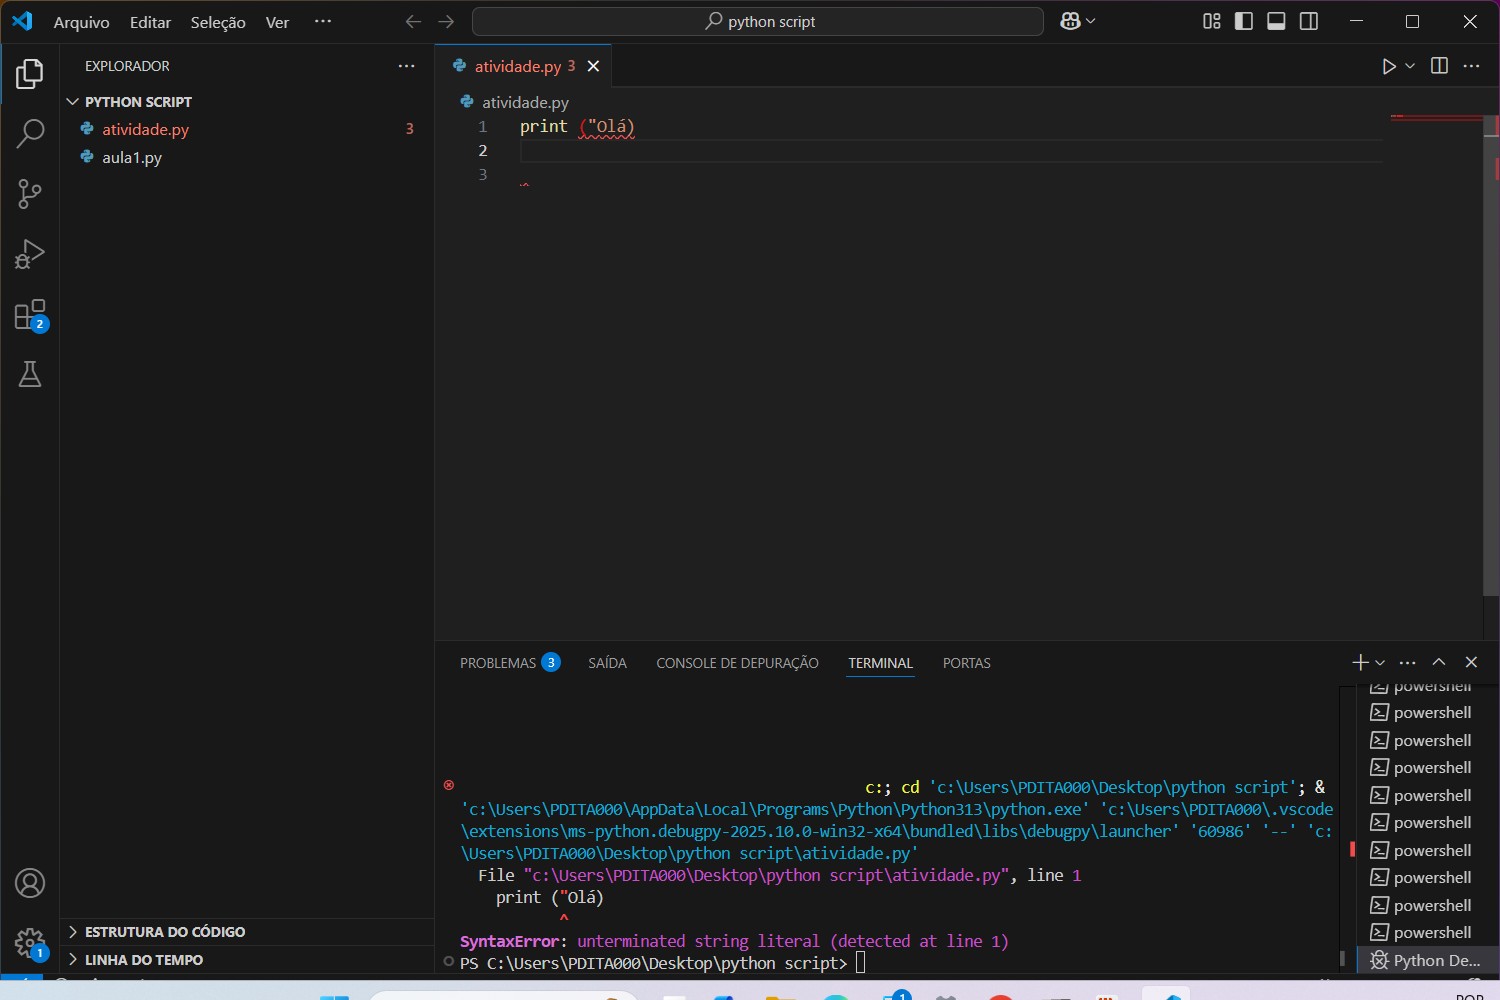 Arquivo Editar Seleção Ver ··· python script
EXPLORADOR ···
PYTHON SCRIPT
atividade.py 3
aula1.py
ESTRUTURA DO CÓDIGO
LINHA DO TEMPO
2
1
atividade.py 3
atividade.py
1 print ("Olá)
2
3
PROBLEMAS 3 SAÍDA CONSOLE DE DEPURAÇÃO TERMINAL PORTAS
c:; cd 'c:\Users\PDITA000\Desktop\python script'; &
'c:\Users\PDITA000\AppData\Local\Programs\Python\Python313\python.exe' 'c:\Users\PDITA000\.vscode
\extensions\ms-python.debugpy-2025.10.0-win32-x64\bundled\libs\debugpy\launcher' '60986' '--' 'c:
\Users\PDITA000\Desktop\python script\atividade.py'
File "c:\Users\PDITA000\Desktop\python script\atividade.py", line 1
print ("Olá)
^
SyntaxError: unterminated string literal (detected at line 1)
PS C:\Users\PDITA000\Desktop\python script>
powershell
powershell
powershell
powershell
powershell
powershell
powershell
powershell
powershell
powershell
Python De...
1
POR